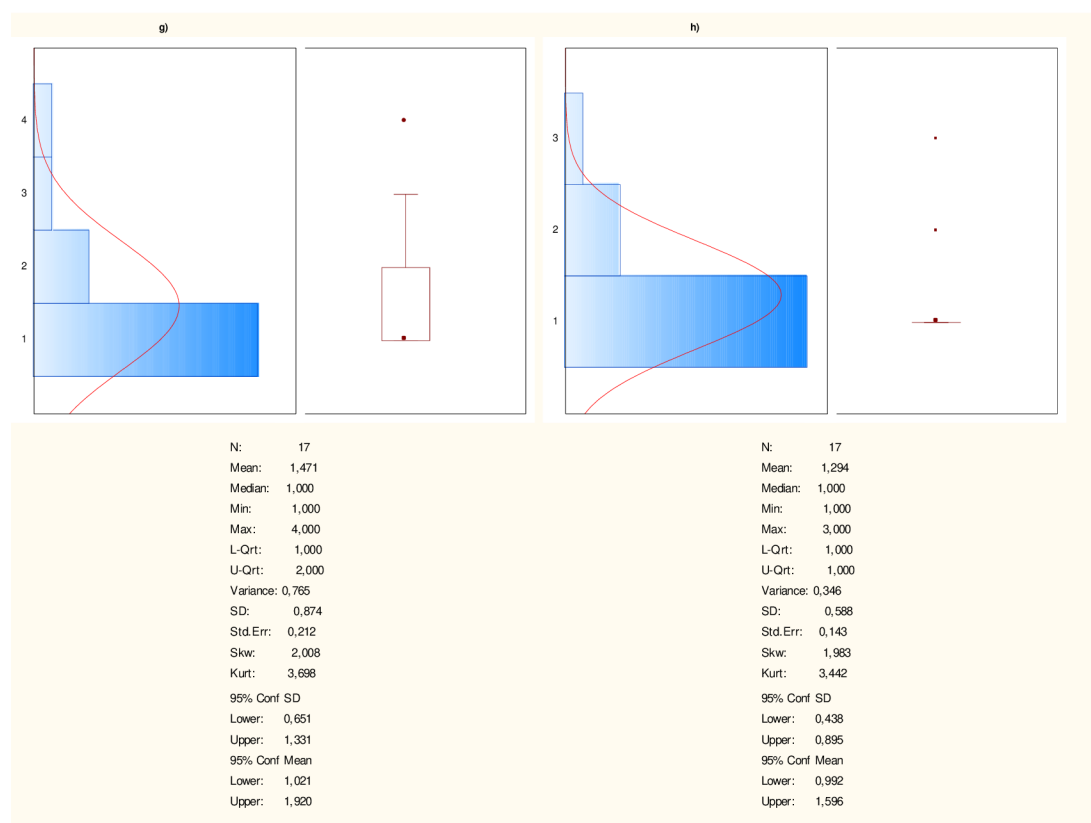 g)
4
3
2
1
N: 17
Mean: 1,471
Median: 1,000
Min: 1,000
Max: 4,000
L-Qrt: 1,000
U-Qrt: 2,000
Variance: 0,765
SD: 0,874
Std.Err: 0,212
Skw: 2,008
Kurt: 3,698
95% Conf SD
Lower: 0,651
Upper: 1,331
95% Conf Mean
Lower: 1,021
Upper: 1,920
h)
3
2
1
N: 17
Mean: 1,294
Median: 1,000
Min: 1,000
Max: 3,000
L-Qrt: 1,000
U-Qrt: 1,000
Variance: 0,346
SD: 0,588
Std.Err: 0,143
Skw: 1,983
Kurt: 3,442
95% Conf SD
Lower: 0,438
Upper: 0,895
95% Conf Mean
Lower: 0,992
Upper: 1,596